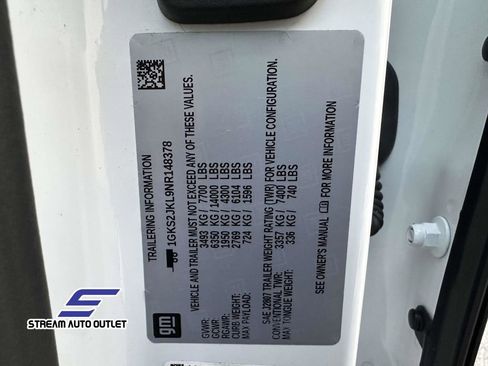 TRAILERING INFORMATION
1GKS2JKL9NR148378
VEHICLE AND TRAILER MUST NOT EXCEED ANY OF THESE VALUES.
GVWR: 3493 KG / 7700 LBS
GCWR: 6350 KG / 14000 LBS
RGAWR: 1950 KG / 4300 LBS
CURB WEIGHT: 2769 KG / 6104 LBS
MAX PAYLOAD: 724 KG / 1596 LBS
SAE J2807 TRAILER WEIGHT RATING (TWR) FOR VEHICLE CONFIGURATION.
CONVENTIONAL TWR: 3357 KG / 7400 LBS
MAX TONGUE WEIGHT: 336 KG / 740 LBS
SEE OWNER'S MANUAL
gm
STREAM AUTO OUTLET